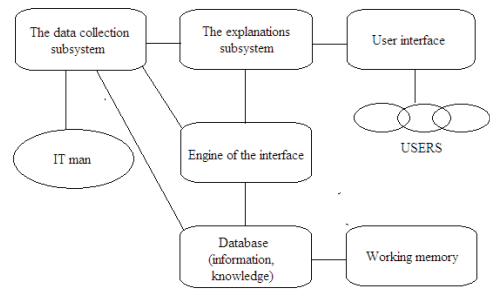 The data collection
subsystem
The explanations
subsystem
User interface
IT man
Engine of the interface
USERS
Database
(information,
knowledge)
Working memory